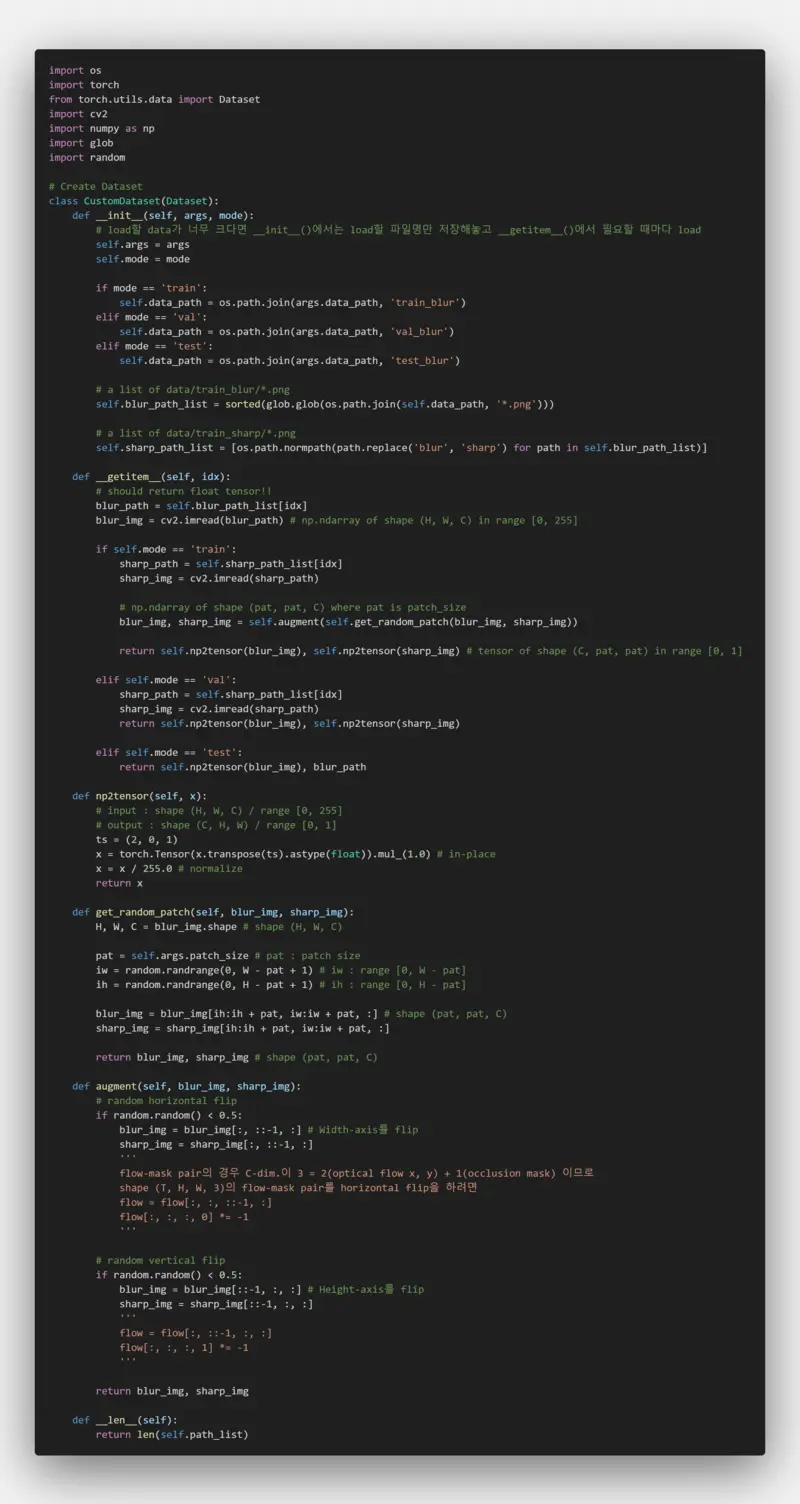 import os
import torch
from torch.utils.data import Dataset
import cv2
import numpy as np
import glob
import random

# Create Dataset
class CustomDataset(Dataset):
    def __init__(self, args, mode):
        # load할 data가 너무 크다면 __init__()에서는 load할 파일명만 저장해놓고 __getitem__()에서 필요할 때마다 load
        self.args = args
        self.mode = mode

        if mode == 'train':
            self.data_path = os.path.join(args.data_path, 'train_blur')
        elif mode == 'val':
            self.data_path = os.path.join(args.data_path, 'val_blur')
        elif mode == 'test':
            self.data_path = os.path.join(args.data_path, 'test_blur')

        # a list of data/train_blur/*.png
        self.blur_path_list = sorted(glob.glob(os.path.join(self.data_path, '*.png')))

        # a list of data/train_sharp/*.png
        self.sharp_path_list = [os.path.normpath(path.replace('blur', 'sharp') for path in self.blur_path_list)]

    def __getitem__(self, idx):
        # should return float tensor!!
        blur_path = self.blur_path_list[idx]
        blur_img = cv2.imread(blur_path) # np.ndarray of shape (H, W, C) in range [0, 255]

        if self.mode == 'train':
            sharp_path = self.sharp_path_list[idx]
            sharp_img = cv2.imread(sharp_path)

            # np.ndarray of shape (pat, pat, C) where pat is patch_size
            blur_img, sharp_img = self.augment(self.get_random_patch(blur_img, sharp_img))

            return self.np2tensor(blur_img), self.np2tensor(sharp_img) # tensor of shape (C, pat, pat) in range [0, 1]

        elif self.mode == 'val':
            sharp_path = self.sharp_path_list[idx]
            sharp_img = cv2.imread(sharp_path)
            return self.np2tensor(blur_img), self.np2tensor(sharp_img)

        elif self.mode == 'test':
            return self.np2tensor(blur_img), blur_path

    def np2tensor(self, x):
        # input : shape (H, W, C) / range [0, 255]
        # output : shape (C, H, W) / range [0, 1]
        ts = (2, 0, 1)
        x = torch.Tensor(x.transpose(ts).astype(float)).mul_(1.0) # in-place
        x = x / 255.0 # normalize
        return x

    def get_random_patch(self, blur_img, sharp_img):
        H, W, C = blur_img.shape # shape (H, W, C)

        pat = self.args.patch_size # pat : patch size
        iw = random.randrange(0, W - pat + 1) # iw : range [0, W - pat]
        ih = random.randrange(0, H - pat + 1) # ih : range [0, H - pat]

        blur_img = blur_img[ih:ih + pat, iw:iw + pat, :] # shape (pat, pat, C)
        sharp_img = sharp_img[ih:ih + pat, iw:iw + pat, :]

        return blur_img, sharp_img # shape (pat, pat, C)

    def augment(self, blur_img, sharp_img):
        # random horizontal flip
        if random.random() < 0.5:
            blur_img = blur_img[:, ::-1, :] # Width-axis를 flip
            sharp_img = sharp_img[:, ::-1, :]
            '''
            flow-mask pair의 경우 C-dim.이 3 = 2(optical flow x, y) + 1(occlusion mask) 이므로
            shape (T, H, W, 3)의 flow-mask pair를 horizontal flip을 하려면
            flow = flow[:, :, ::-1, :]
            flow[:, :, :, 0] *= -1
            '''

        # random vertical flip
        if random.random() < 0.5:
            blur_img = blur_img[::-1, :, :] # Height-axis를 flip
            sharp_img = sharp_img[::-1, :, :]
            '''
            flow = flow[:, ::-1, :, :]
            flow[:, :, :, 1] *= -1
            '''

        return blur_img, sharp_img

    def __len__(self):
        return len(self.path_list)